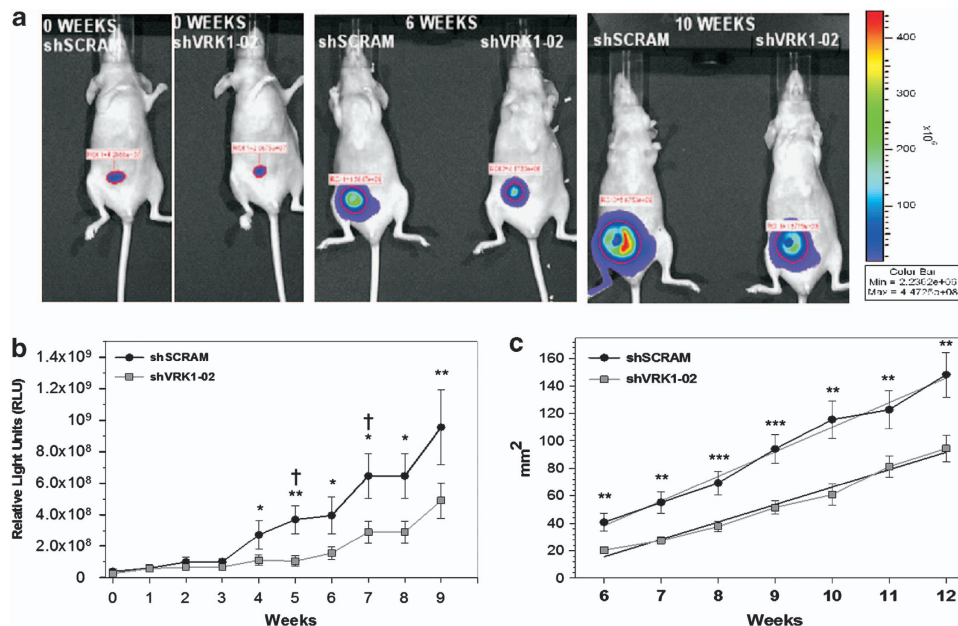 a
0 WEEKS
shSCRAM
0 WEEKS
shVRK1-02
6 WEEKS
shSCRAM
shVRK1-02
10 WEEKS
shSCRAM
shVRK1-02
400
300
200
100
x10⁶
Color Bar
Min = 2.2362e+06
Max = 4.4725e+08
b
shSCRAM
shVRK1-02
Relative Light Units (RLU)
1.4x10⁹
1.2x10⁹
10⁹
8.0x10⁸
6.0x10⁸
4.0x10⁸
2.0x10⁸
0
* † ** * † * * **
0 1 2 3 4 5 6 7 8 9
Weeks
c
shSCRAM
shVRK1-02
mm²
160
140
120
100
80
60
40
20
0
** ** *** *** ** ** **
6 7 8 9 10 11 12
Weeks